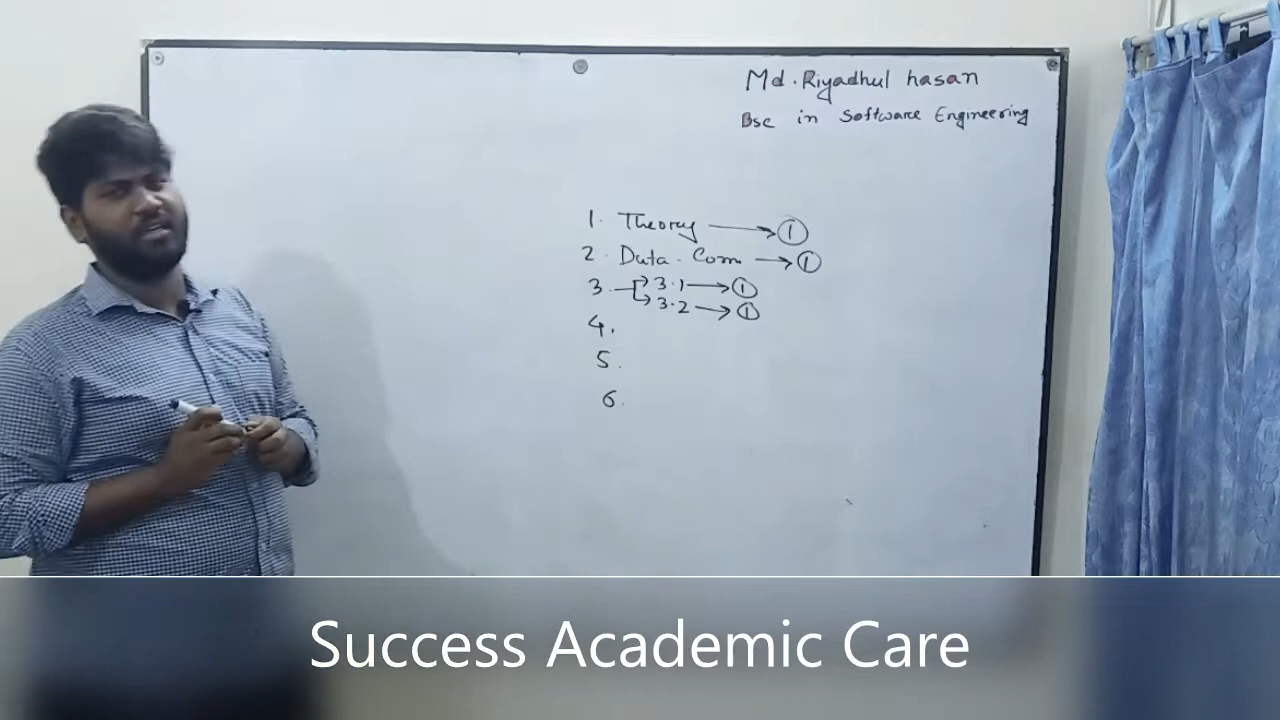 Md. Riyadhul hasan
Bsc in Software Engineering
1. Theory → ①
2. Data. Com → ①
3. → 3.1 → ①
→ 3.2 → ①
4.
5.
6.
Success Academic Care